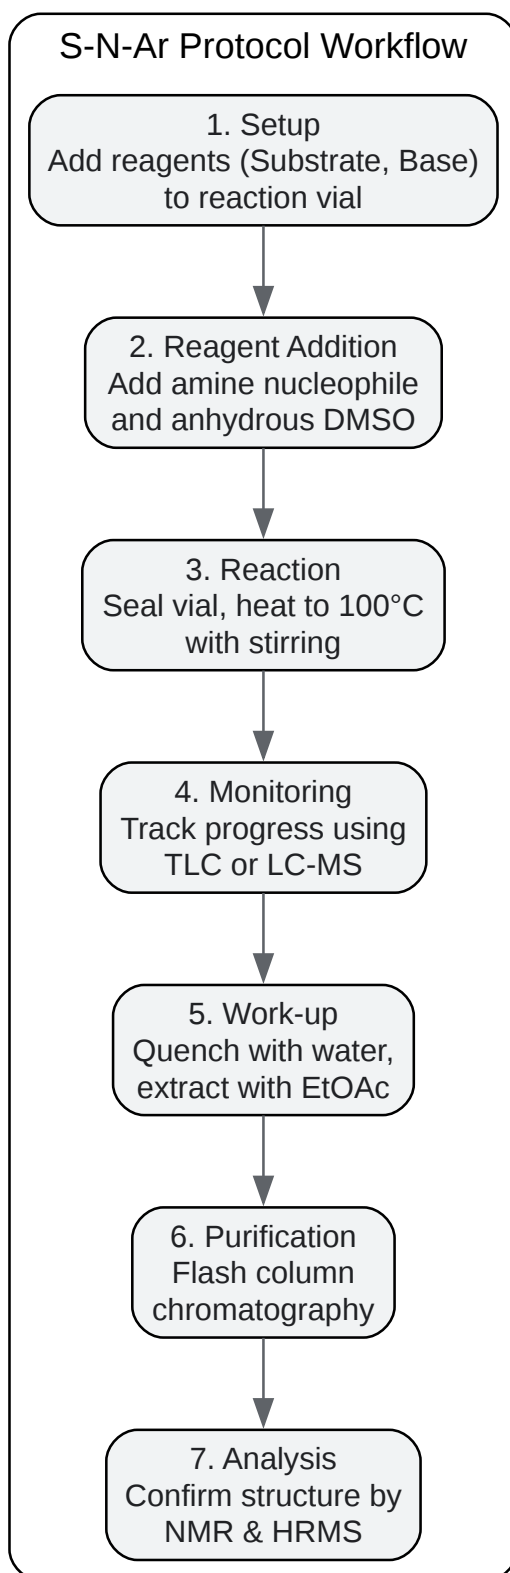 S-N-Ar Protocol Workflow
1. Setup
Add reagents (Substrate, Base)
to reaction vial
2. Reagent Addition
Add amine nucleophile
and anhydrous DMSO
3. Reaction
Seal vial, heat to 100°C
with stirring
4. Monitoring
Track progress using
TLC or LC-MS
5. Work-up
Quench with water,
extract with EtOAc
6. Purification
Flash column
chromatography
7. Analysis
Confirm structure by
NMR & HRMS